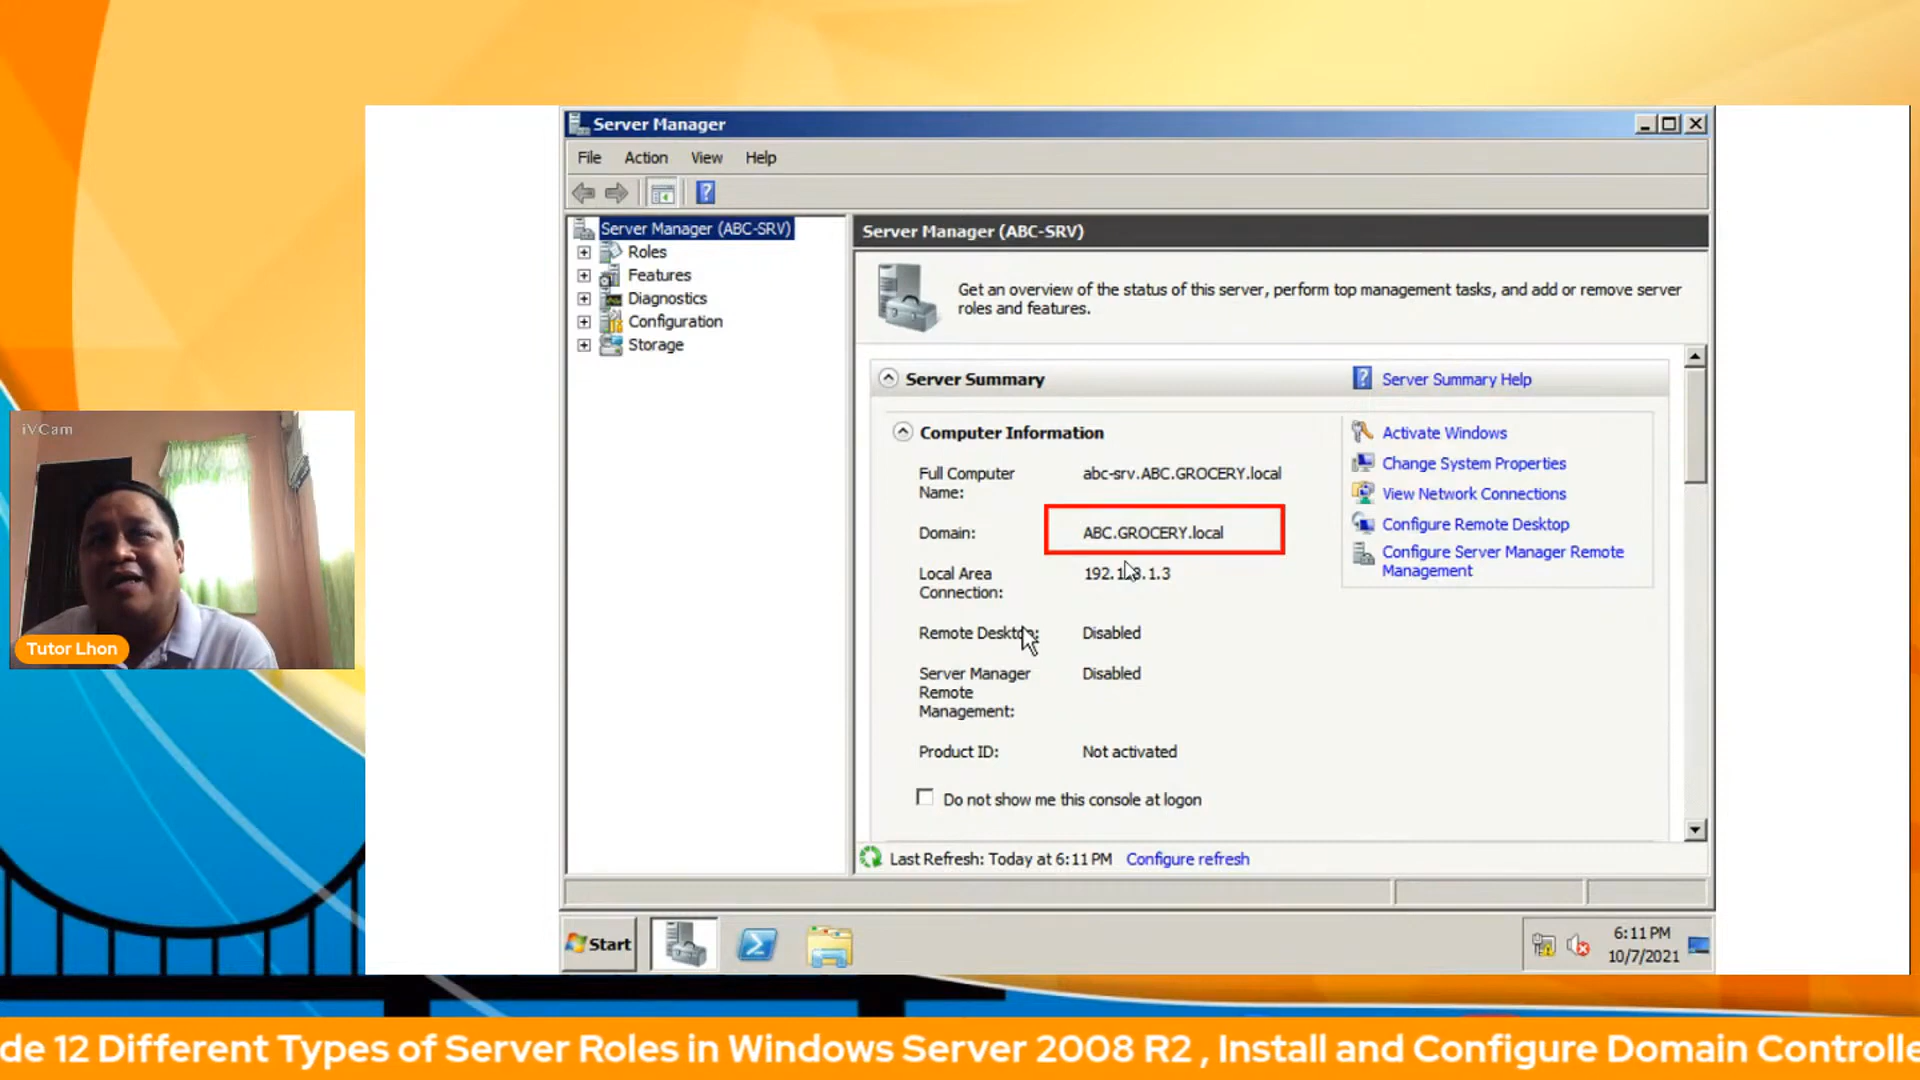 Server Manager
File Action View Help
Server Manager (ABC-SRV)
Roles
Features
Diagnostics
Configuration
Storage
Server Manager (ABC-SRV)
Get an overview of the status of this server, perform top management tasks, and add or remove server
roles and features.
Server Summary
Server Summary Help
Computer Information
Full Computer
Name:
abc-srv.ABC.GROCERY.local
Domain:
ABC.GROCERY.local
Local Area
Connection:
Remote Desktop:
Disabled
Server Manager
Remote
Management:
Disabled
Product ID:
Not activated
Do not show me this console at logon
Activate Windows
Change System Properties
View Network Connections
Configure Remote Desktop
Configure Server Manager Remote
Management
Last Refresh: Today at 6:11 PM Configure refresh
Start
6:11 PM
10/7/2021
iVCam
Tutor Lhon
de 12 Different Types of Server Roles in Windows Server 2008 R2 , Install and Configure Domain Controlle